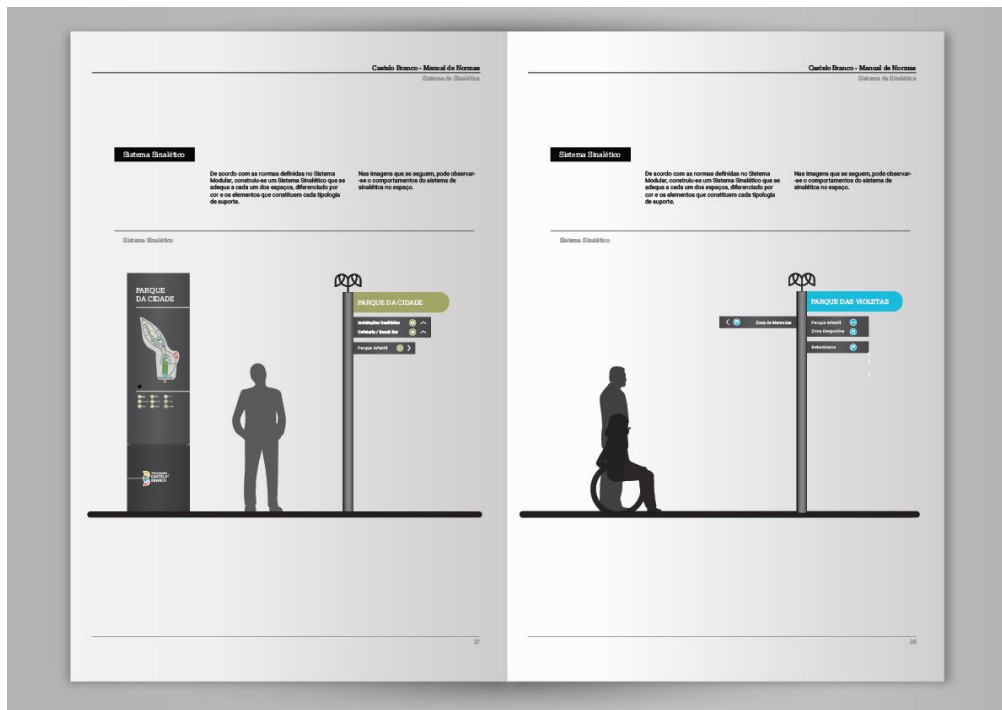 Castelo Branco - Manual de Normas
Sistema de Sinalética
Sistema Sinalético
De acordo com as normas definidas no Sistema
Modular, construiu-se um Sistema Sinalético que se
adequa a cada um dos espaços, diferenciado por
cor e os elementos que constituem cada tipologia
de suporte.
Nas imagens que se seguem, pode observar-
-se o comportamentos do sistema de
sinalética no espaço.
Sistema Sinalético
PARQUE
DA CIDADE
CASTELO
BRANCO
PARQUE DA CIDADE
Instalações Sanitárias
Cafetaria / Snack Bar
Parque Infantil
27
Castelo Branco - Manual de Normas
Sistema de Sinalética
Sistema Sinalético
De acordo com as normas definidas no Sistema
Modular, construiu-se um Sistema Sinalético que se
adequa a cada um dos espaços, diferenciado por
cor e os elementos que constituem cada tipologia
de suporte.
Nas imagens que se seguem, pode observar-
-se o comportamentos do sistema de
sinalética no espaço.
Sistema Sinalético
PARQUE DAS VIOLETAS
Zona de Merendas
Parque Infantil
Zona Desportiva
Bebedouros
28